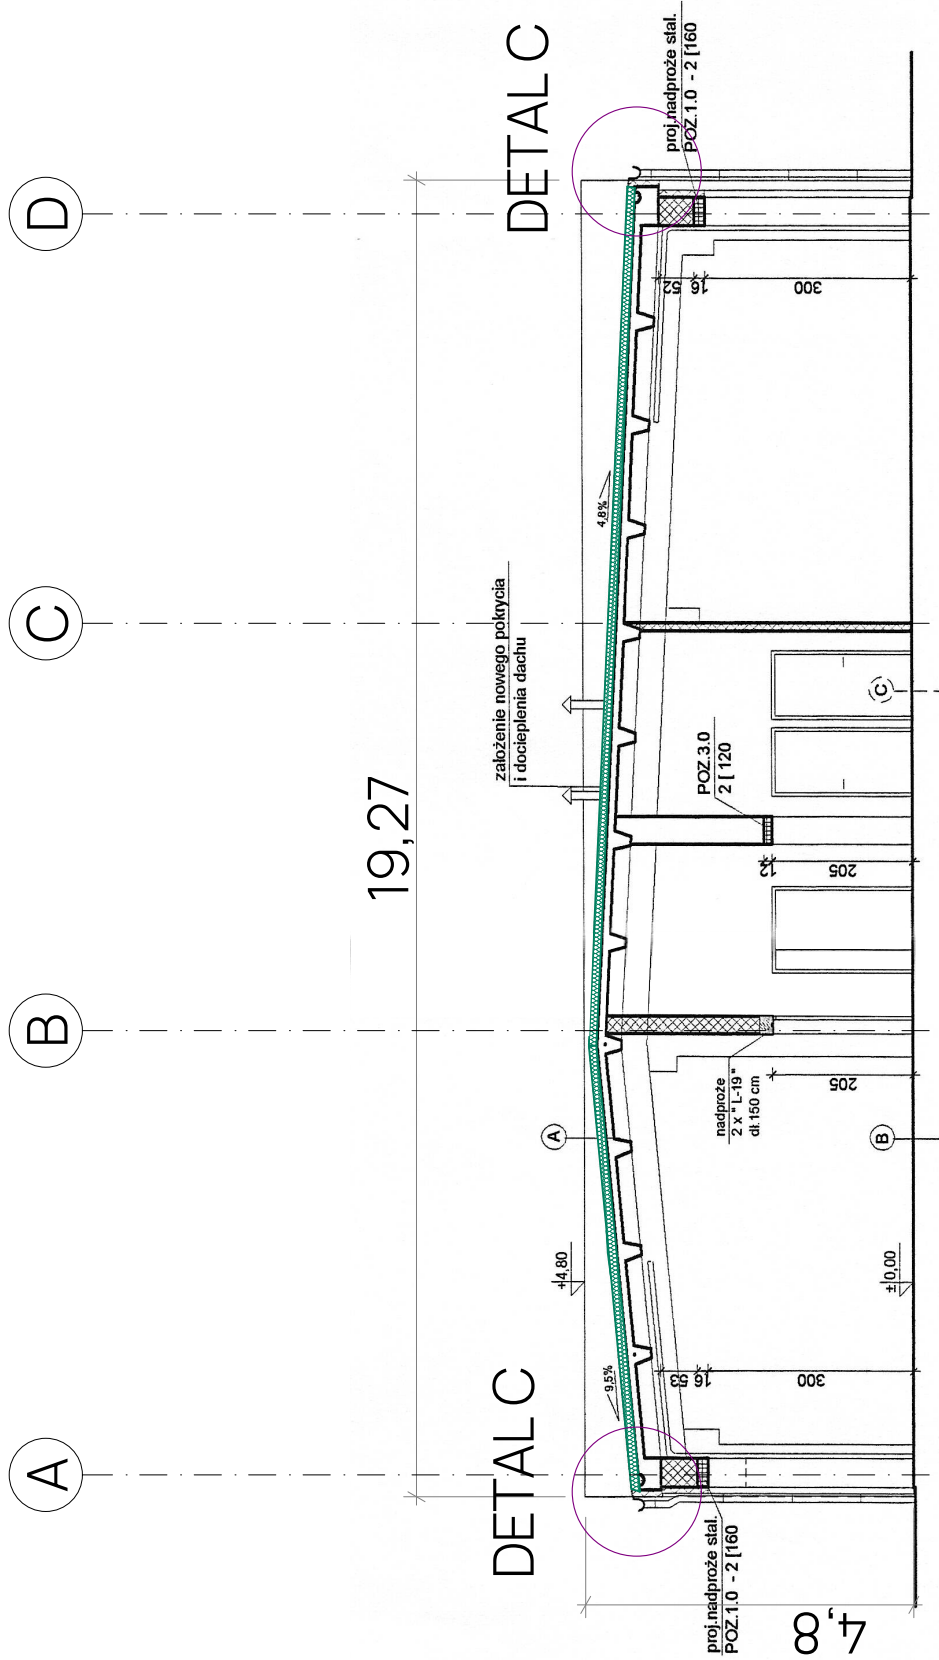 A
B
C
D
19,27
DETAL C
DETAL C
założenie nowego pokrycia
i docieplenia dachu
9,5%
4,8%
+4,80
±0,00
A
B
C
proj.nadproże stal.
POZ.1.0 - 2 [160
proj.nadproże stal.
POZ.1.0 - 2 [160
nadproże
2 x " L-19 "
dł.150 cm
POZ.3.0
2 [ 120
53
16
300
205
12
205
52
16
300
4,8